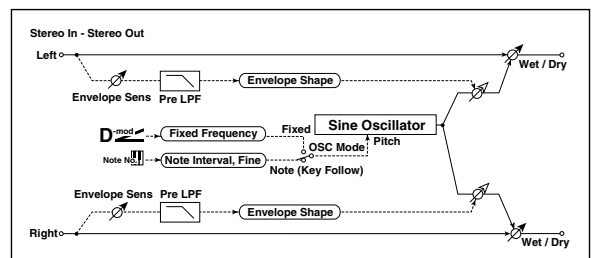 Stereo In - Stereo Out
Left
Wet / Dry
Envelope Sens
Pre LPF
Envelope Shape
D-mod
Fixed Frequency
Fixed
Sine Oscillator
OSC Mode
Pitch
Note No.
Note Interval, Fine
Note (Key Follow)
Envelope Sens
Pre LPF
Envelope Shape
Right
Wet / Dry